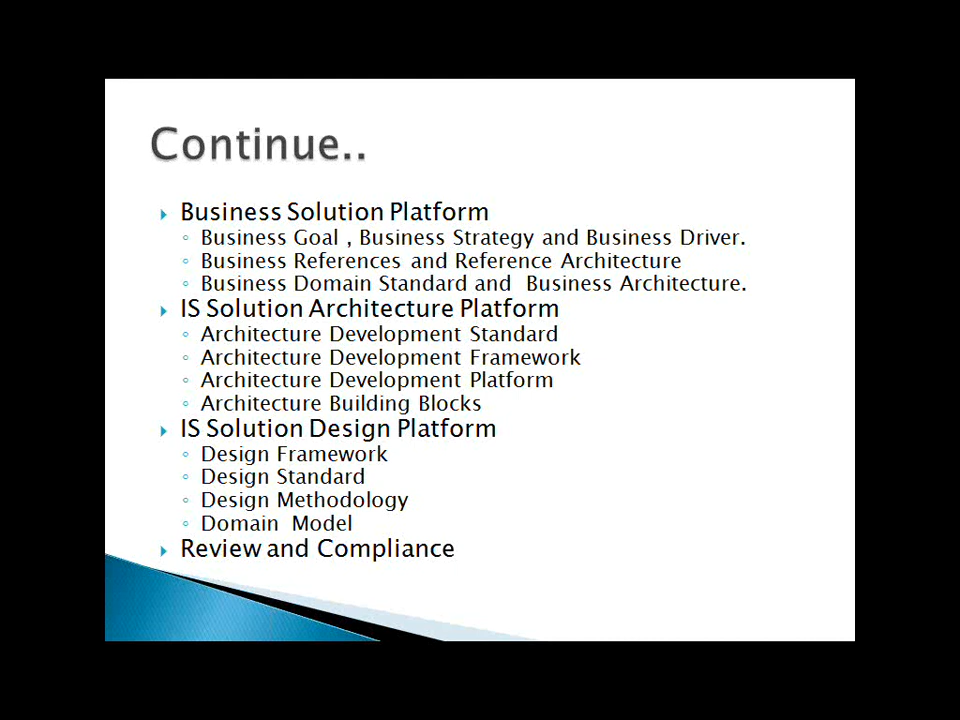 Continue..
Business Solution Platform
Business Goal , Business Strategy and Business Driver.
Business References and Reference Architecture
Business Domain Standard and  Business Architecture.
IS Solution Architecture Platform
Architecture Development Standard
Architecture Development Framework
Architecture Development Platform
Architecture Building Blocks
IS Solution Design Platform
Design Framework
Design Standard
Design Methodology
Domain  Model
Review and Compliance